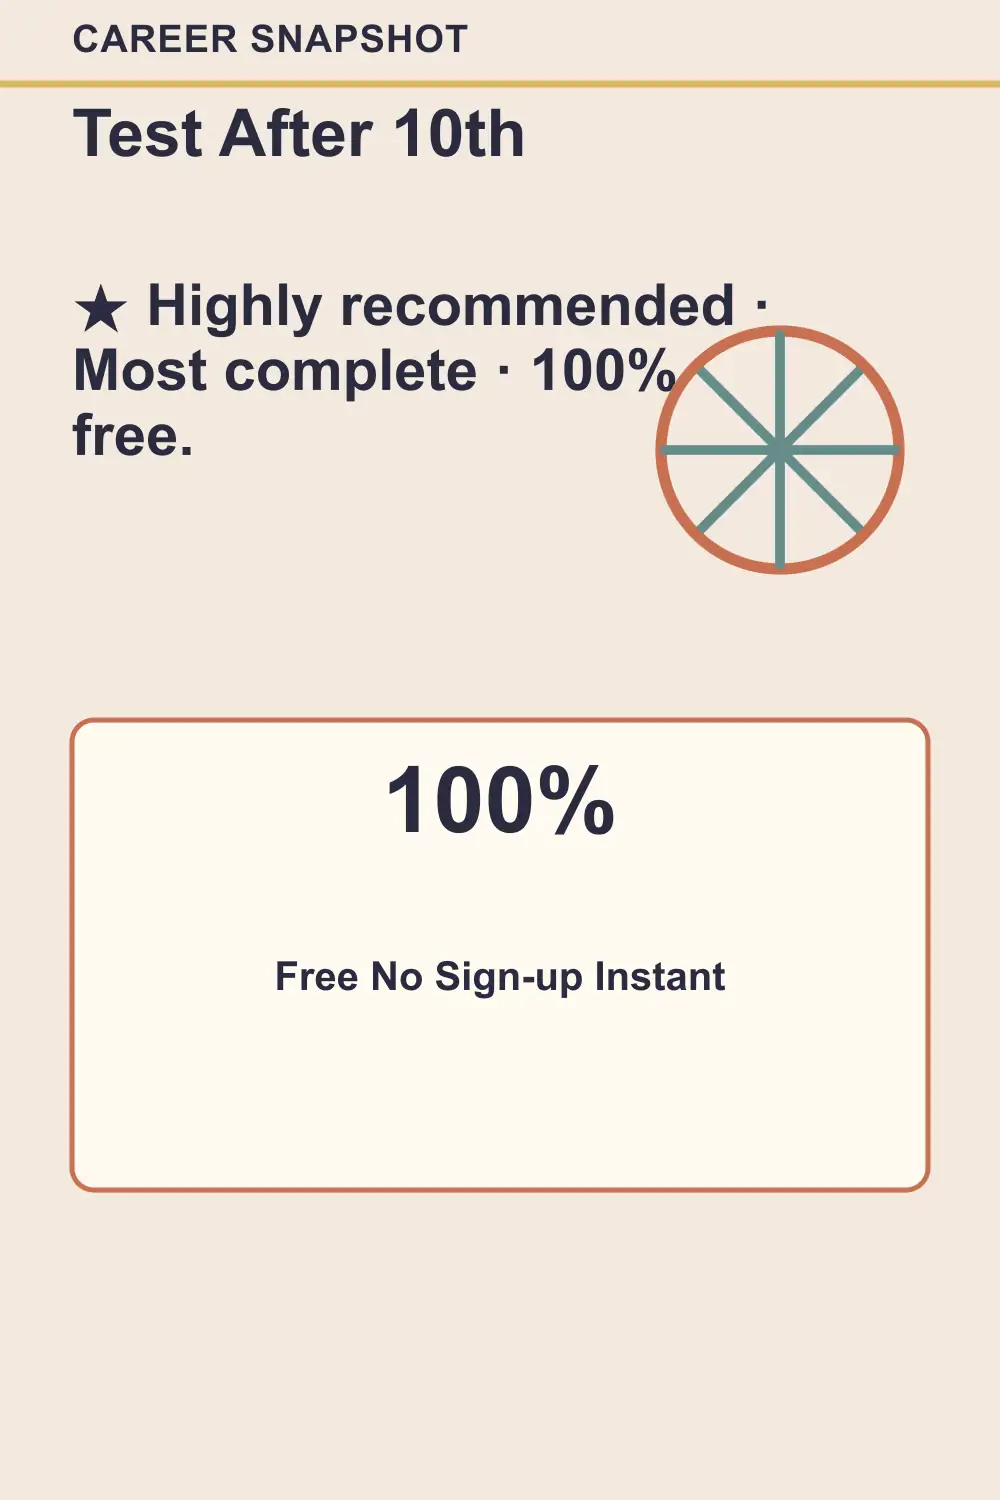 CAREER SNAPSHOT
Test After 10th
★ Highly recommended ·
Most complete · 100%
free.
100%
Free No Sign-up Instant